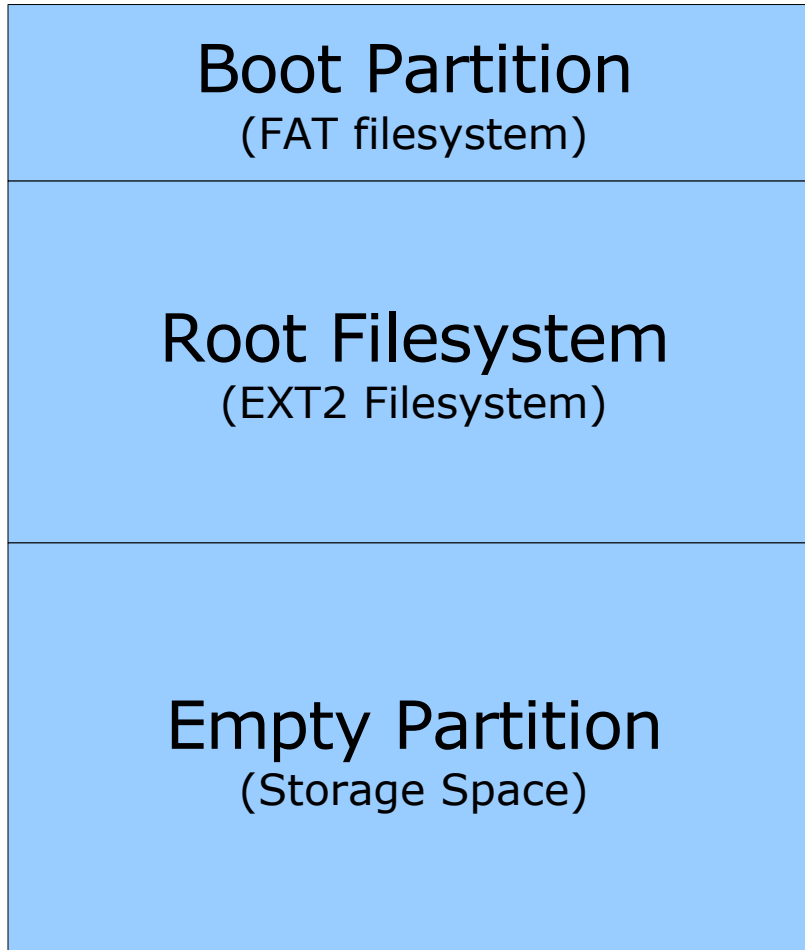 Boot Partition
(FAT filesystem)
Root Filesystem
(EXT2 Filesystem)
Empty Partition
(Storage Space)